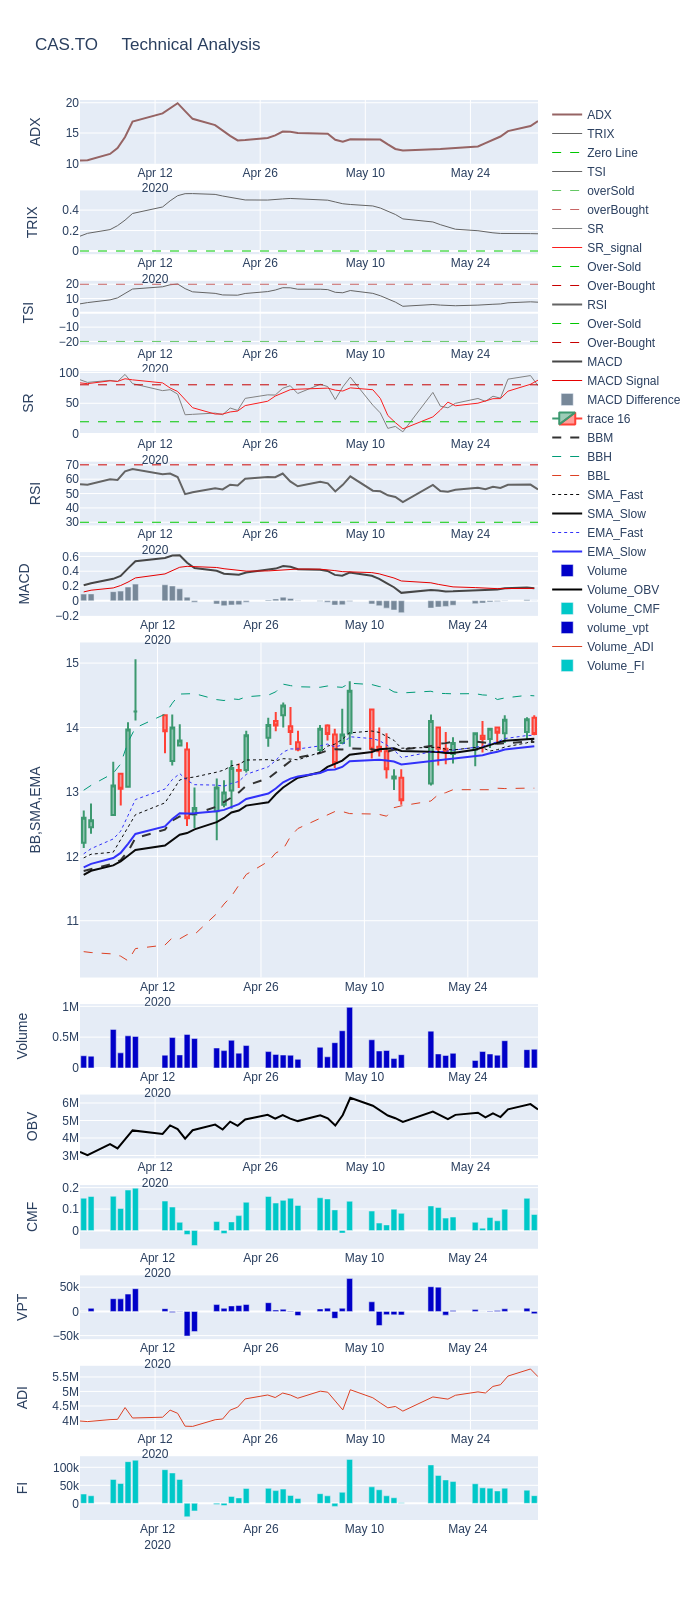 CAS.TO Technical Analysis
ADX
20
15
10
Apr 12
2020
Apr 26
May 10
May 24
TRIX
0.4
0.2
0
Apr 12
2020
Apr 26
May 10
May 24
TSI
20
10
0
−10
−20
Apr 12
2020
Apr 26
May 10
May 24
SR
100
50
0
Apr 12
2020
Apr 26
May 10
May 24
RSI
70
60
50
40
30
Apr 12
2020
Apr 26
May 10
May 24
MACD
0.6
0.4
0.2
0
−0.2
Apr 12
2020
Apr 26
May 10
May 24
BB,SMA,EMA
15
14
13
12
11
Apr 12
2020
Apr 26
May 10
May 24
Volume
1M
0.5M
0
Apr 12
2020
Apr 26
May 10
May 24
OBV
6M
5M
4M
3M
Apr 12
2020
Apr 26
May 10
May 24
CMF
0.2
0.1
0
Apr 12
2020
Apr 26
May 10
May 24
VPT
50k
0
−50k
Apr 12
2020
Apr 26
May 10
May 24
ADI
5.5M
5M
4.5M
4M
Apr 12
2020
Apr 26
May 10
May 24
FI
100k
50k
0
Apr 12
2020
Apr 26
May 10
May 24
ADX
TRIX
Zero Line
TSI
overSold
overBought
SR
SR_signal
Over-Sold
Over-Bought
RSI
Over-Sold
Over-Bought
MACD
MACD Signal
MACD Difference
trace 16
BBM
BBH
BBL
SMA_Fast
SMA_Slow
EMA_Fast
EMA_Slow
Volume
Volume_OBV
Volume_CMF
volume_vpt
Volume_ADI
Volume_FI